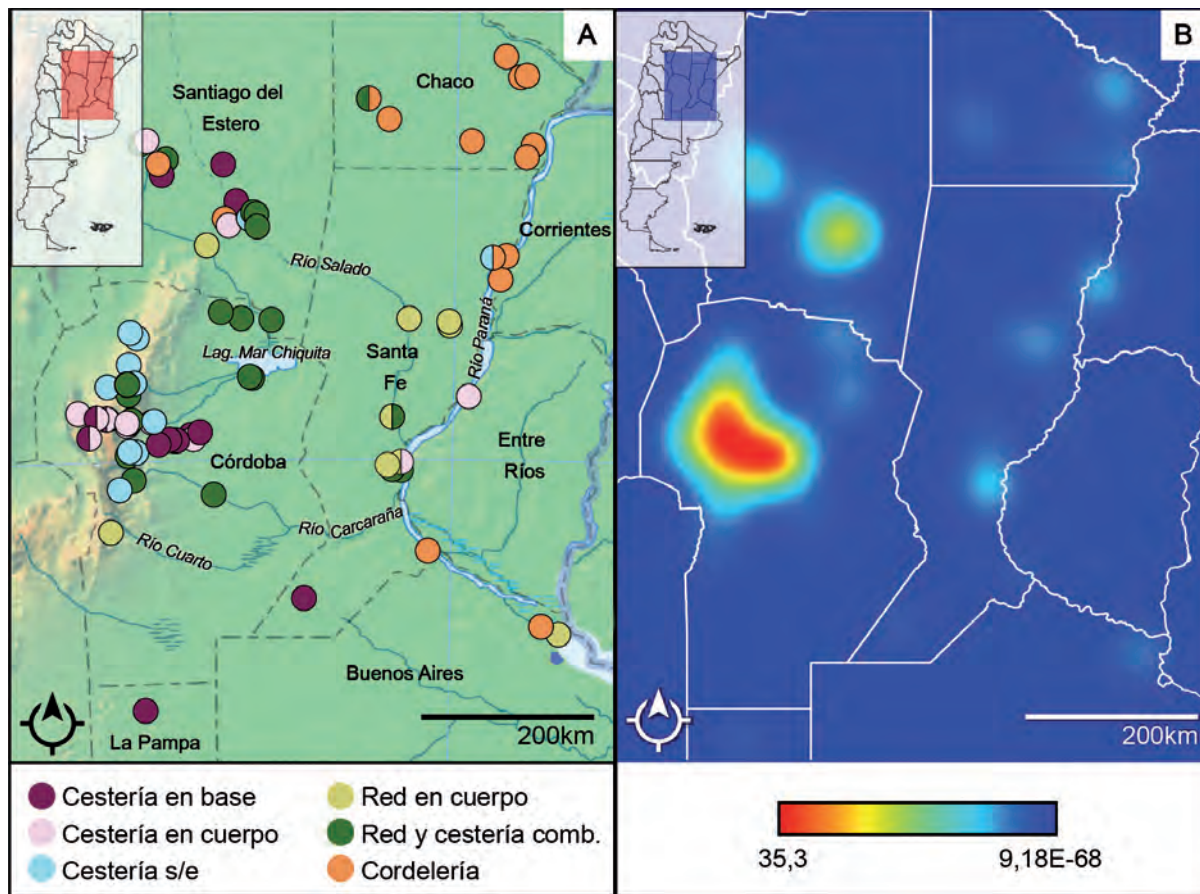 A
Santiago del
Estero
Chaco
Corrientes
Río Salado
Río Paraná
Lag. Mar Chiquita
Santa
Fe
Entre
Ríos
Córdoba
Río Carcaraña
Río Cuarto
Buenos Aires
La Pampa
200km
Cestería en base
Cestería en cuerpo
Cestería s/e
Red en cuerpo
Red y cestería comb.
Cordelería
B
200km
35,3
9,18E-68